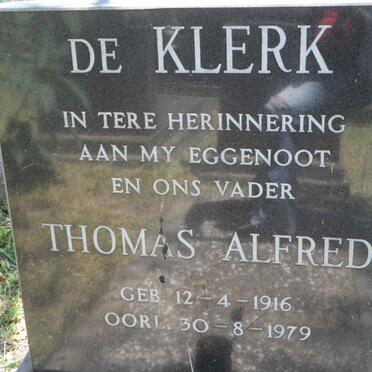 DE KLERK
IN TERE HERINNERING
AAN MY EGGENOOT
EN ONS VADER
THOMAS ALFRED
GEB. 12-4-1916
OORL. 30-8-1979